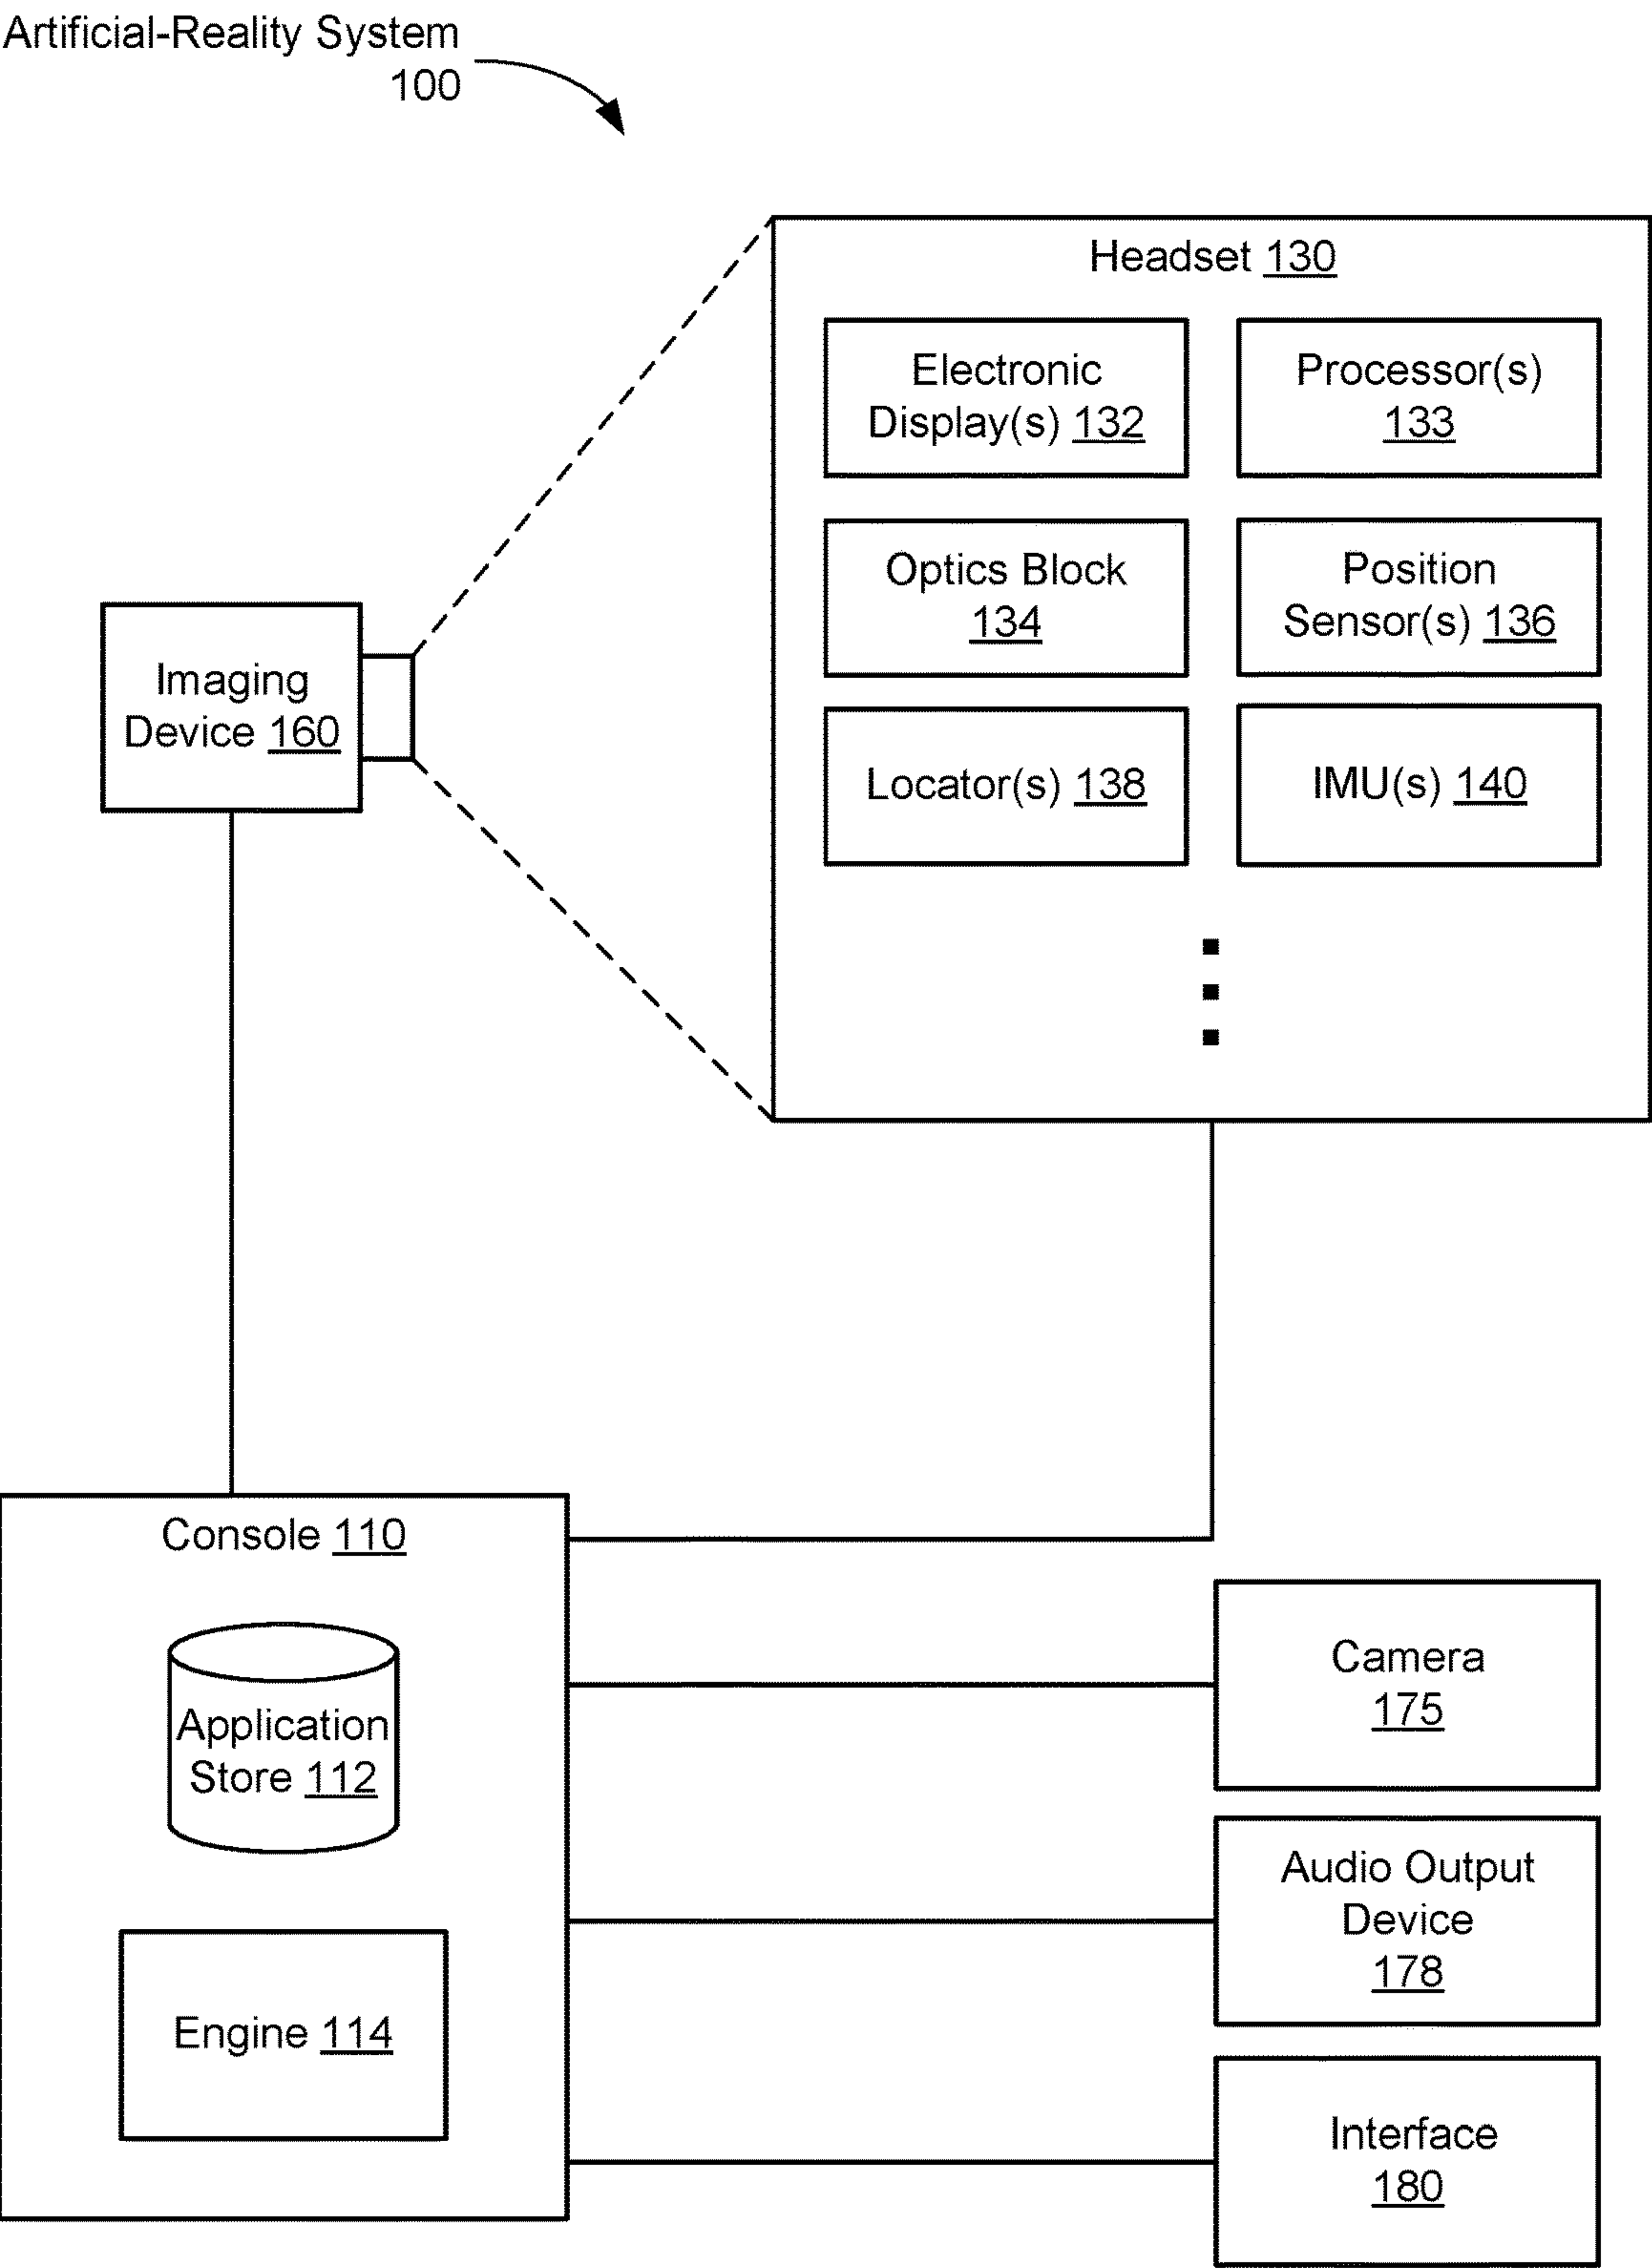 Artificial-Reality System
100
Headset 130
Electronic
Display(s) 132
Processor(s)
133
Optics Block
134
Position
Sensor(s) 136
Imaging
Device 160
Locator(s) 138
IMU(s) 140
Console 110
Application
Store 112
Engine 114
Camera
175
Audio Output
Device
178
Interface
180